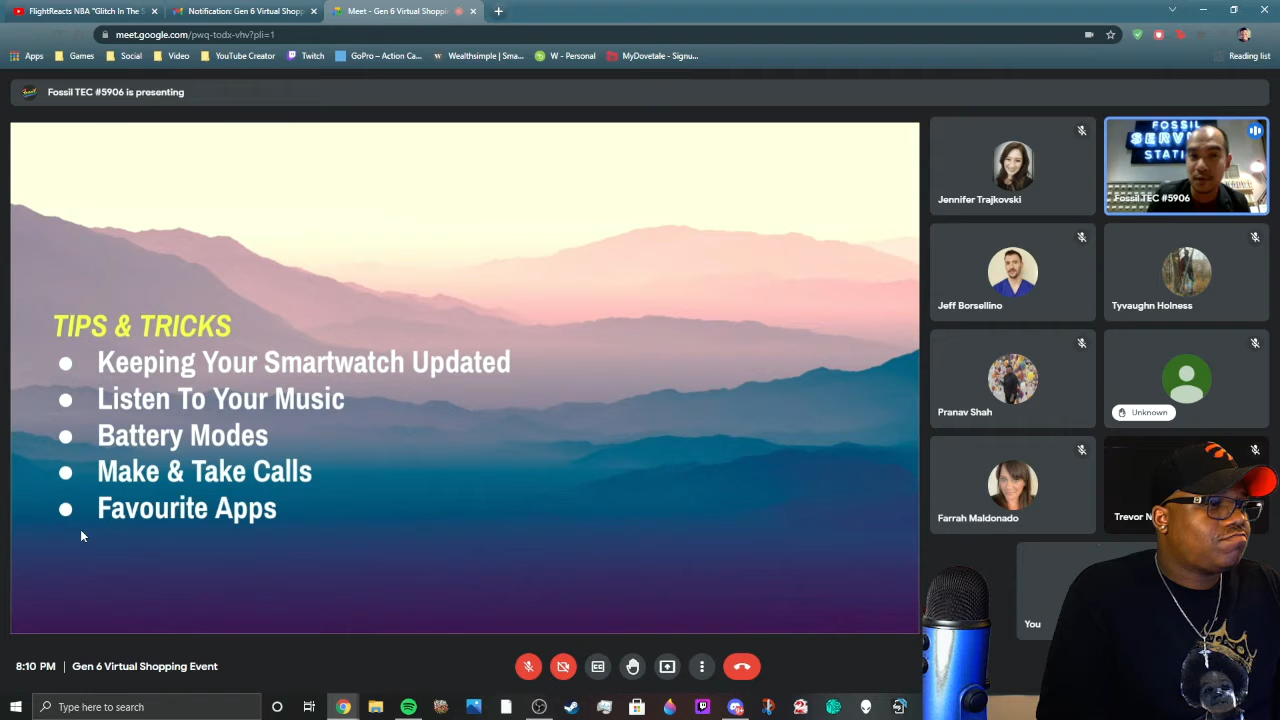 FlightReacts NBA "Glitch In The S
Notification: Gen 6 Virtual Shopp
Meet - Gen 6 Virtual Shoppi
meet.google.com/pwq-todx-vhv?pli=1
Apps
Games
Social
Video
YouTube Creator
Twitch
GoPro – Action Ca...
Wealthsimple | Sma...
W - Personal
MyDovetale - Signu...
Reading list
Fossil TEC #5906 is presenting
TIPS & TRICKS
● Keeping Your Smartwatch Updated
● Listen To Your Music
● Battery Modes
● Make & Take Calls
● Favourite Apps
Jennifer Trajkovski
FOSSIL
STATI
Fossil TEC #5906
Jeff Borsellino
Tyvaughn Holness
Pranav Shah
Unknown
Farrah Maldonado
Trevor N
You
8:10 PM | Gen 6 Virtual Shopping Event
Type here to search